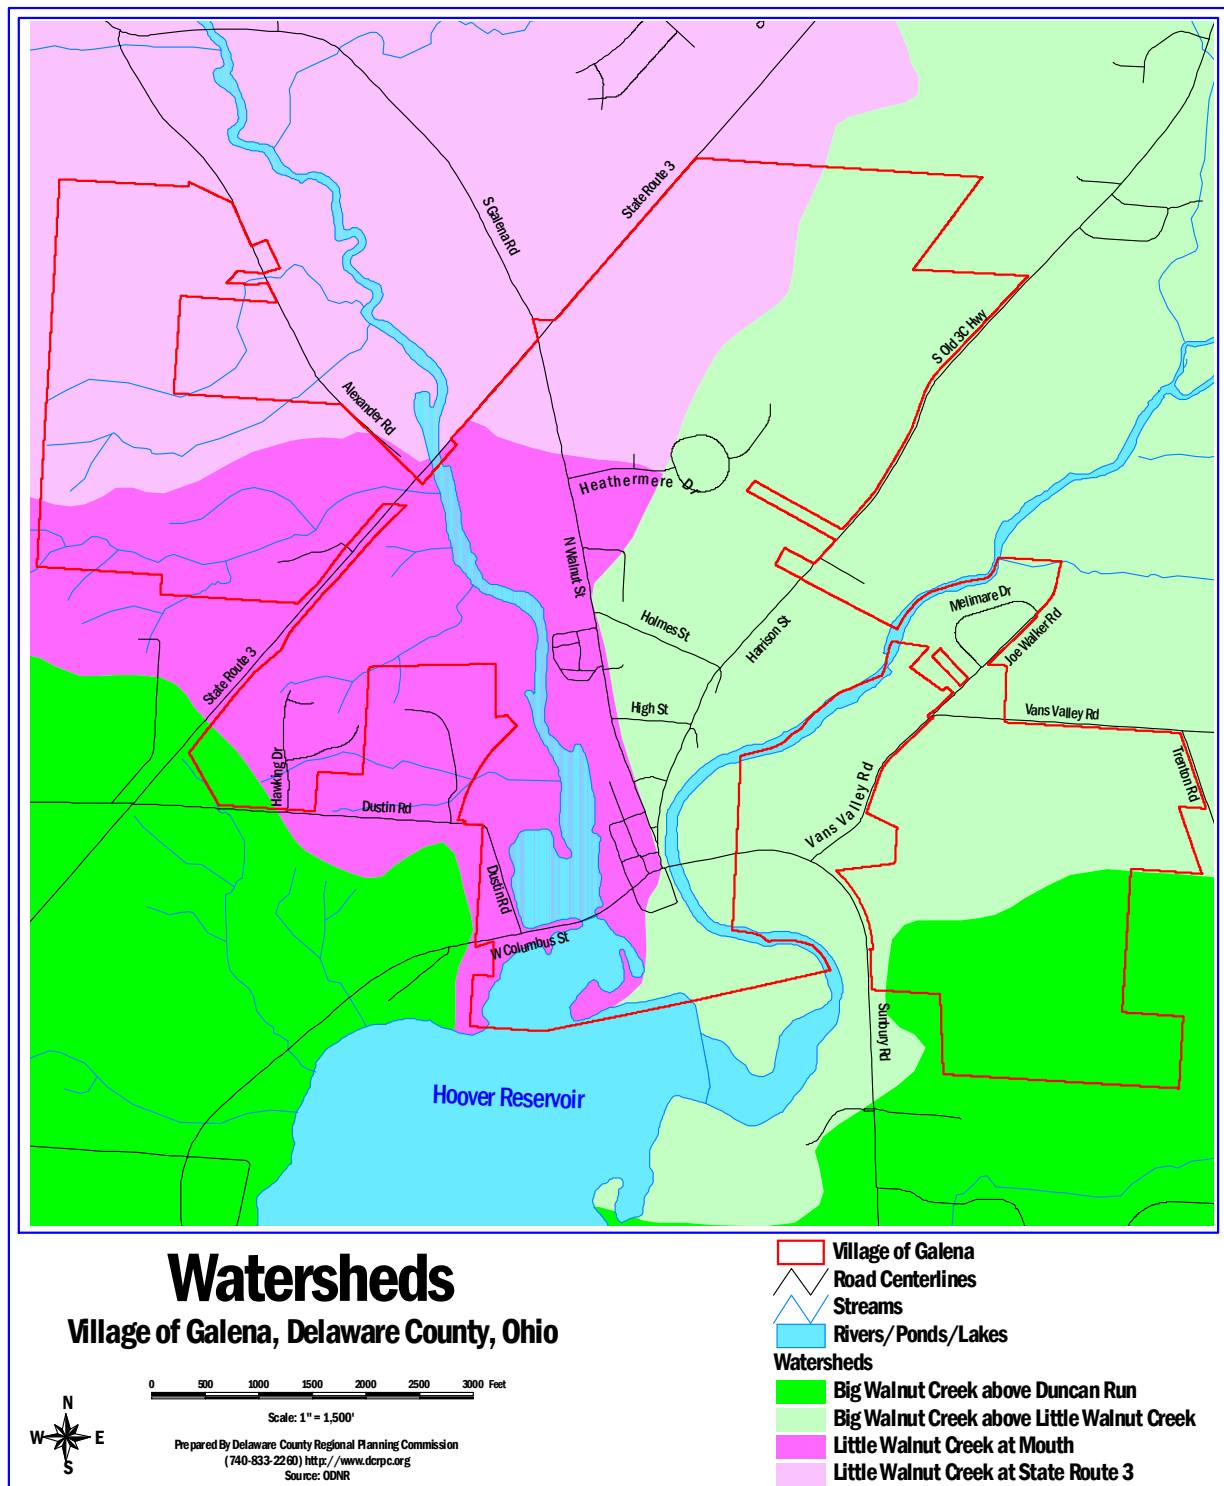 State Route 3
S Galena Rd
S Old 3C Hwy
Alexander Rd
Heathermere Dr
N Walnut St
Holmes St
Harrison St
Melimare Dr
Joe Walker Rd
State Route 3
High St
Vans Valley Rd
Trenton Rd
Hawking Dr
Dustin Rd
Vans Valley Rd
Dustin Rd
W Columbus St
Sunbury Rd
Hoover Reservoir
Watersheds
Village of Galena, Delaware County, Ohio
0 500 1000 1500 2000 2500 3000 Feet
Scale: 1" = 1,500'
N
W E
S
Prepared By Delaware County Regional Planning Commission
(740-833-2260) http://www.dcrpc.org
Source: ODNR
Village of Galena
Road Centerlines
Streams
Rivers/Ponds/Lakes
Watersheds
Big Walnut Creek above Duncan Run
Big Walnut Creek above Little Walnut Creek
Little Walnut Creek at Mouth
Little Walnut Creek at State Route 3